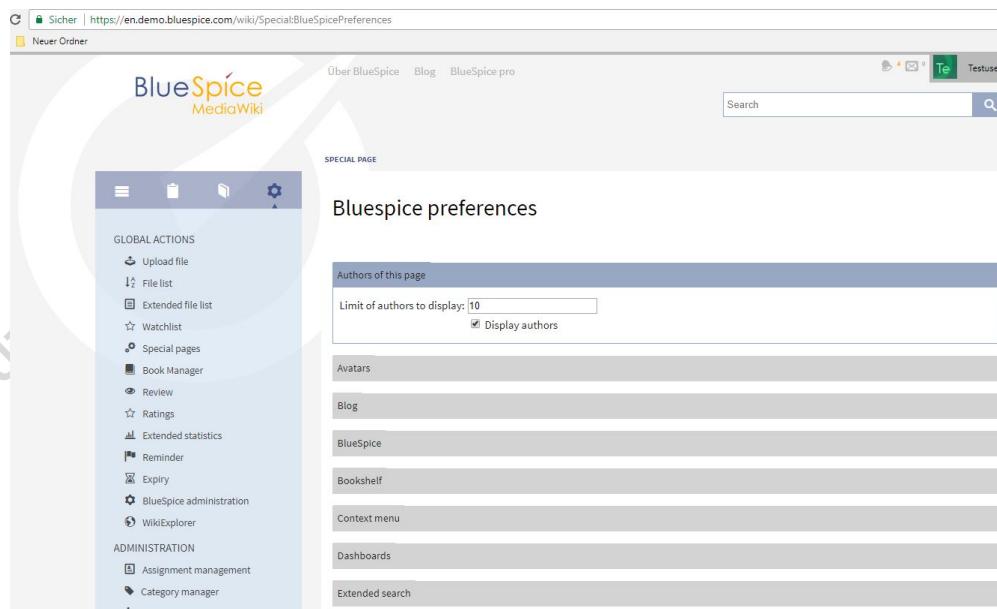 Sicher | https://en.demo.bluespice.com/wiki/Special:BlueSpicePreferences
Neuer Ordner
BlueSpice
MediaWiki
Über BlueSpice Blog BlueSpice pro
Te Testuse
Search
SPECIAL PAGE
Bluespice preferences
GLOBAL ACTIONS
Upload file
File list
Extended file list
Watchlist
Special pages
Book Manager
Review
Ratings
Extended statistics
Reminder
Expiry
BlueSpice administration
WikiExplorer
ADMINISTRATION
Assignment management
Category manager
Authors of this page
Limit of authors to display: 10
Display authors
Avatars
Blog
BlueSpice
Bookshelf
Context menu
Dashboards
Extended search